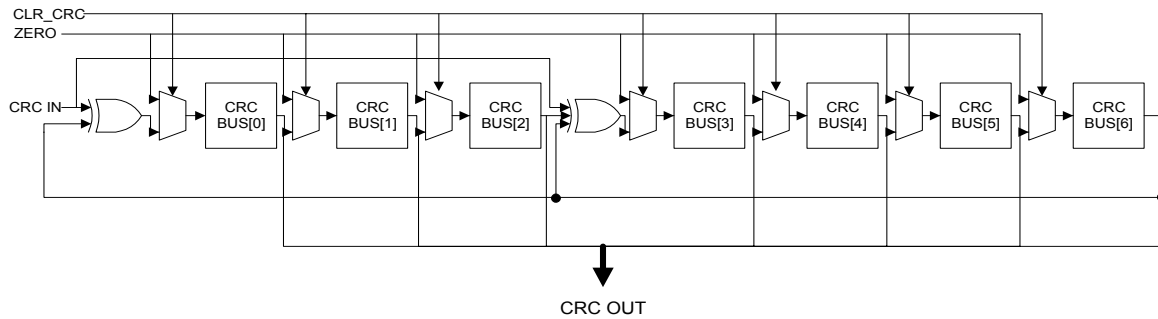 CLR_CRC
ZERO
CRC IN
CRC
BUS[0]
CRC
BUS[1]
CRC
BUS[2]
CRC
BUS[3]
CRC
BUS[4]
CRC
BUS[5]
CRC
BUS[6]
CRC OUT